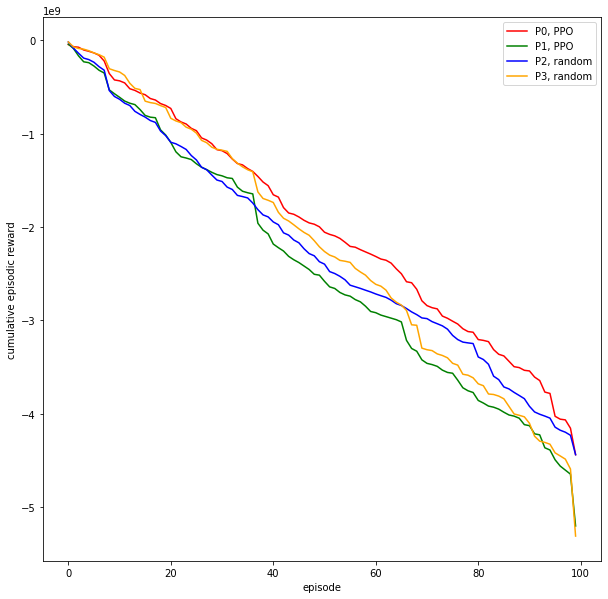 1e9
P0, PPO
P1, PPO
P2, random
P3, random
0
−1
−2
−3
−4
−5
cumulative episodic reward
0 20 40 60 80 100
episode